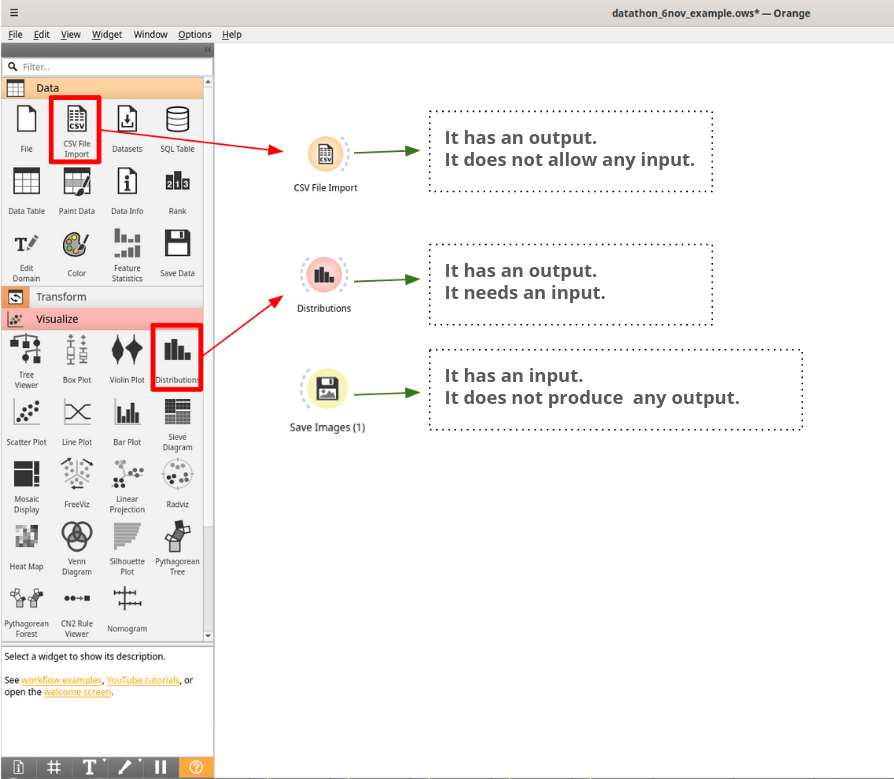 datathon_6nov_example.ows* — Orange
File Edit View Widget Window Options Help
Filter...
Data
File
CSV File
Import
Datasets
SQL Table
Data Table
Paint Data
Data Info
Rank
Edit
Domain
Color
Feature
Statistics
Save Data
Transform
Visualize
Tree
Viewer
Box Plot
Violin Plot
Distributions
Scatter Plot
Line Plot
Bar Plot
Sieve
Diagram
Mosaic
Display
FreeViz
Linear
Projection
Radviz
Heat Map
Venn
Diagram
Silhouette
Plot
Pythagorean
Tree
Pythagorean
Forest
CN2 Rule
Viewer
Nomogram
Select a widget to show its description.
See workflow examples, YouTube tutorials, or
open the welcome screen.
CSV File Import
It has an output.
It does not allow any input.
Distributions
It has an output.
It needs an input.
Save Images (1)
It has an input.
It does not produce  any output.